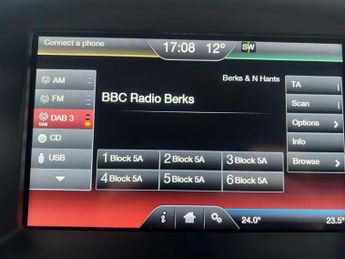 Connect a phone
17:08
12°
SW
AM
FM
DAB 3
DAB
CD
USB
Berks & N Hants
BBC Radio Berks
TA
Scan
Options
Info
Browse
1 Block 5A
2 Block 5A
3 Block 5A
4 Block 5A
5 Block 5A
6 Block 5A
i
24.0°
23.5°